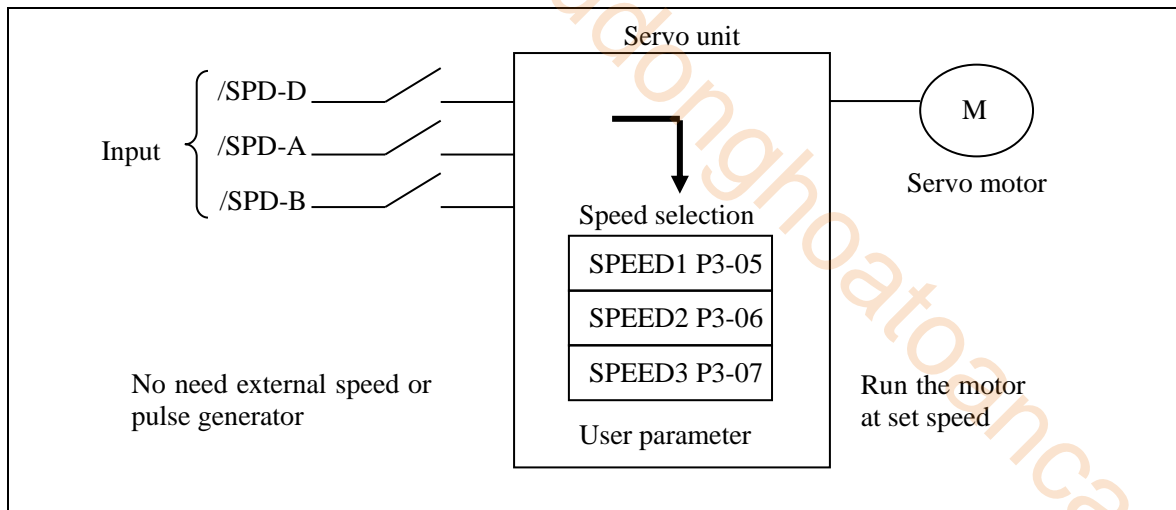 Servo unit
Input
/SPD-D
/SPD-A
/SPD-B
M
Servo motor
Speed selection
SPEED1 P3-05
SPEED2 P3-06
SPEED3 P3-07
User parameter
No need external speed or
pulse generator
Run the motor
at set speed
udonghoatoanca